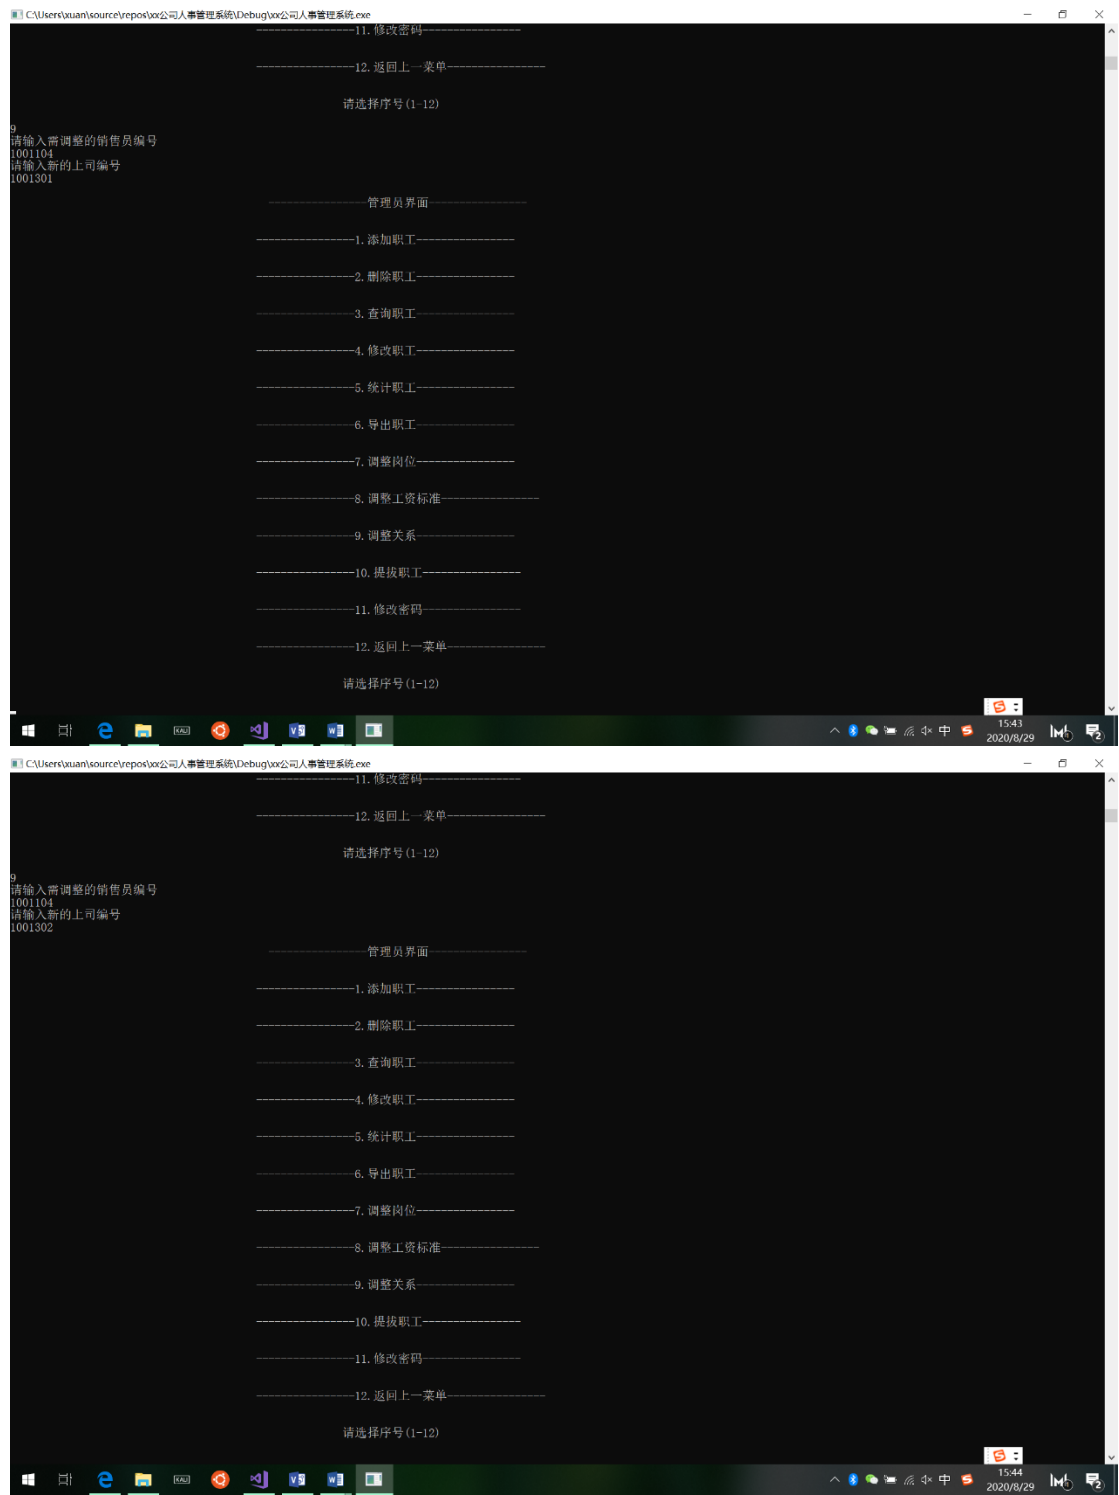 C:\Users\xuan\source\repos\xx公司人事管理系统\Debug\xx公司人事管理系统.exe
----------------11.修改密码----------------
----------------12.返回上一菜单----------------
请选择序号(1-12)
9
请输入需调整的销售员编号
1001104
请输入新的上司编号
1001301
----------------管理员界面----------------
----------------1.添加职工----------------
----------------2.删除职工----------------
----------------3.查询职工----------------
----------------4.修改职工----------------
----------------5.统计职工----------------
----------------6.导出职工----------------
----------------7.调整岗位----------------
----------------8.调整工资标准----------------
----------------9.调整关系----------------
----------------10.提拔职工----------------
----------------11.修改密码----------------
----------------12.返回上一菜单----------------
请选择序号(1-12)
中
15:43
2020/8/29
C:\Users\xuan\source\repos\xx公司人事管理系统\Debug\xx公司人事管理系统.exe
----------------11.修改密码----------------
----------------12.返回上一菜单----------------
请选择序号(1-12)
9
请输入需调整的销售员编号
1001104
请输入新的上司编号
1001302
----------------管理员界面----------------
----------------1.添加职工----------------
----------------2.删除职工----------------
----------------3.查询职工----------------
----------------4.修改职工----------------
----------------5.统计职工----------------
----------------6.导出职工----------------
----------------7.调整岗位----------------
----------------8.调整工资标准----------------
----------------9.调整关系----------------
----------------10.提拔职工----------------
----------------11.修改密码----------------
----------------12.返回上一菜单----------------
请选择序号(1-12)
中
15:44
2020/8/29